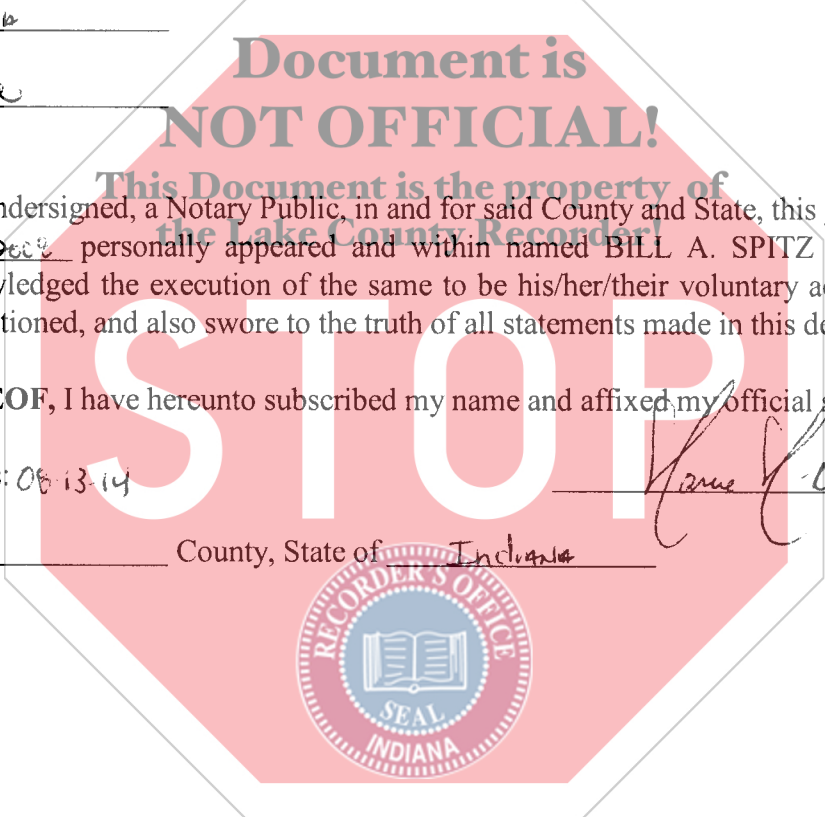 Document is
NOT OFFICIAL!
This Document is the property of
ndersigned, a Notary Public, in and for said County and State, this
the Lake County Recorder!
personally appeared and within named BILL A. SPITZ
ledged the execution of the same to be his/her/their voluntary
tioned, and also swore to the truth of all statements made in this de
STOP
EOF, I have hereunto subscribed my name and affixed my official
: 08-13-14
County, State of Indiana
RECORDER'S OFFICE
SEAL
INDIANA